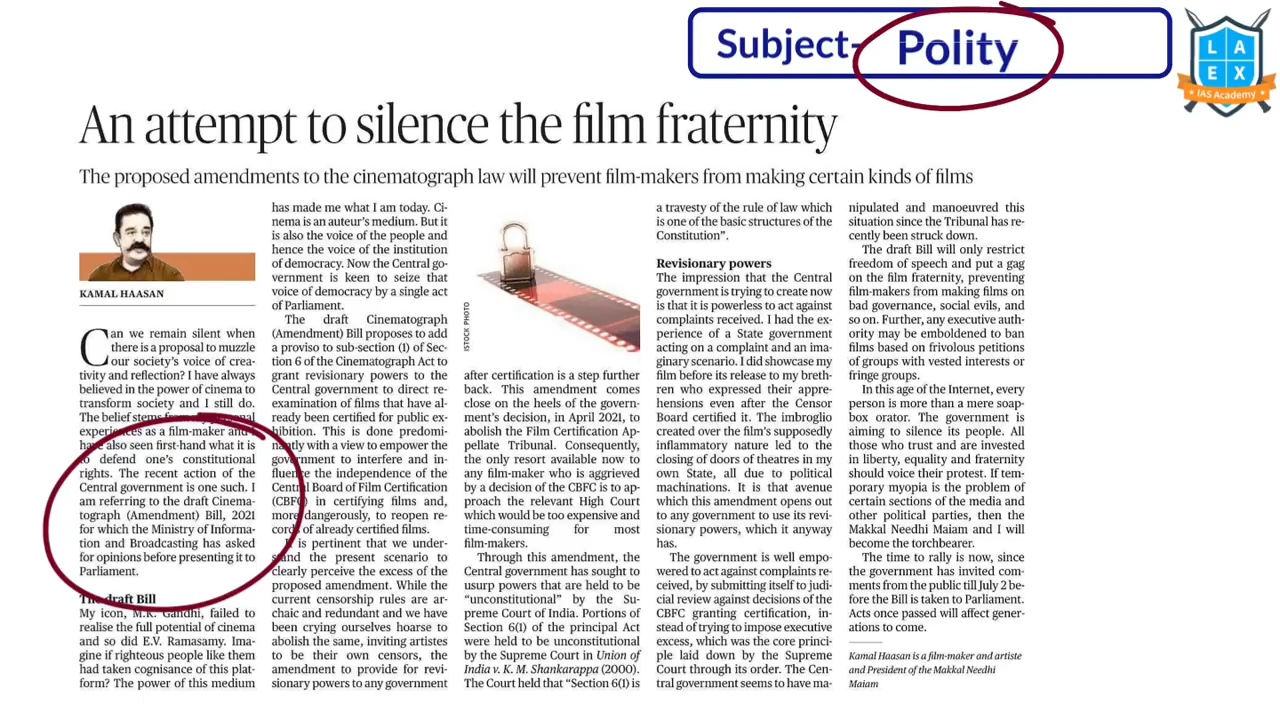 Subject- Polity
L A
E X
IAS Academy
An attempt to silence the film fraternity
The proposed amendments to the cinematograph law will prevent film-makers from making certain kinds of films
KAMAL HAASAN
Can we remain silent when
there is a proposal to muzzle
our society's voice of crea-
tivity and reflection? I have always
believed in the power of cinema to
transform society and I still do.
The belief stems from my personal
experiences as a film-maker and I
have also seen first-hand what it is
to defend one's constitutional
rights. The recent action of the
Central government is one such. I
am referring to the draft Cinema-
tograph (Amendment) Bill, 2021
for which the Ministry of Informa-
tion and Broadcasting has asked
for opinions before presenting it to
Parliament.
The draft Bill
My icon, M.K. Gandhi, failed to
realise the full potential of cinema
and so did E.V. Ramasamy. Ima-
gine if righteous people like them
had taken cognisance of this plat-
form? The power of this medium
has made me what I am today. Ci-
nema is an auteur's medium. But it
is also the voice of the people and
hence the voice of the institution
of democracy. Now the Central go-
vernment is keen to seize that
voice of democracy by a single act
of Parliament.
The draft Cinematograph
(Amendment) Bill proposes to add
a proviso to sub-section (I) of Sec-
tion 6 of the Cinematograph Act to
grant revisionary powers to the
Central government to direct re-
examination of films that have al-
ready been certified for public ex-
hibition. This is done predomi-
nantly with a view to empower the
government to interfere and in-
fluence the independence of the
Central Board of Film Certification
(CBFC) in certifying films and,
more dangerously, to reopen re-
cords of already certified films.
It is pertinent that we under-
stand the present scenario to
clearly perceive the excess of the
proposed amendment. While the
current censorship rules are ar-
chaic and redundant and we have
been crying ourselves hoarse to
abolish the same, inviting artistes
to be their own censors, the
amendment to provide for revi-
sionary powers to any government
ISTOCK PHOTO
after certification is a step further
back. This amendment comes
close on the heels of the govern-
ment's decision, in April 2021, to
abolish the Film Certification Ap-
pellate Tribunal. Consequently,
the only resort available now to
any film-maker who is aggrieved
by a decision of the CBFC is to ap-
proach the relevant High Court
which would be too expensive and
time-consuming for most
film-makers.
Through this amendment, the
Central government has sought to
usurp powers that are held to be
"unconstitutional" by the Su-
preme Court of India. Portions of
Section 6(I) of the principal Act
were held to be unconstitutional
by the Supreme Court in Union of
India v. K. M. Shankarappa (2000).
The Court held that "Section 6(I) is
a travesty of the rule of law which
is one of the basic structures of the
Constitution".
Revisionary powers
The impression that the Central
government is trying to create now
is that it is powerless to act against
complaints received. I had the ex-
perience of a State government
acting on a complaint and an ima-
ginary scenario. I did showcase my
film before its release to my breth-
ren who expressed their appre-
hensions even after the Censor
Board certified it. The imbroglio
created over the film's supposedly
inflammatory nature led to the
closing of doors of theatres in my
own State, all due to political
machinations. It is that avenue
which this amendment opens out
to any government to use its revi-
sionary powers, which it anyway
has.
The government is well empo-
wered to act against complaints re-
ceived, by submitting itself to judi-
cial review against decisions of the
CBFC granting certification, in-
stead of trying to impose executive
excess, which was the core princi-
ple laid down by the Supreme
Court through its order. The Cen-
tral government seems to have ma-
nipulated and manoeuvred this
situation since the Tribunal has re-
cently been struck down.
The draft Bill will only restrict
freedom of speech and put a gag
on the film fraternity, preventing
film-makers from making films on
bad governance, social evils, and
so on. Further, any executive auth-
ority may be emboldened to ban
films based on frivolous petitions
of groups with vested interests or
fringe groups.
In this age of the Internet, every
person is more than a mere soap-
box orator. The government is
aiming to silence its people. All
those who trust and are invested
in liberty, equality and fraternity
should voice their protest. If tem-
porary myopia is the problem of
certain sections of the media and
other political parties, then the
Makkal Needhi Maiam and I will
become the torchbearer.
The time to rally is now, since
the government has invited com-
ments from the public till July 2 be-
fore the Bill is taken to Parliament.
Acts once passed will affect gener-
ations to come.
Kamal Haasan is a film-maker and artiste
and President of the Makkal Needhi
Maiam